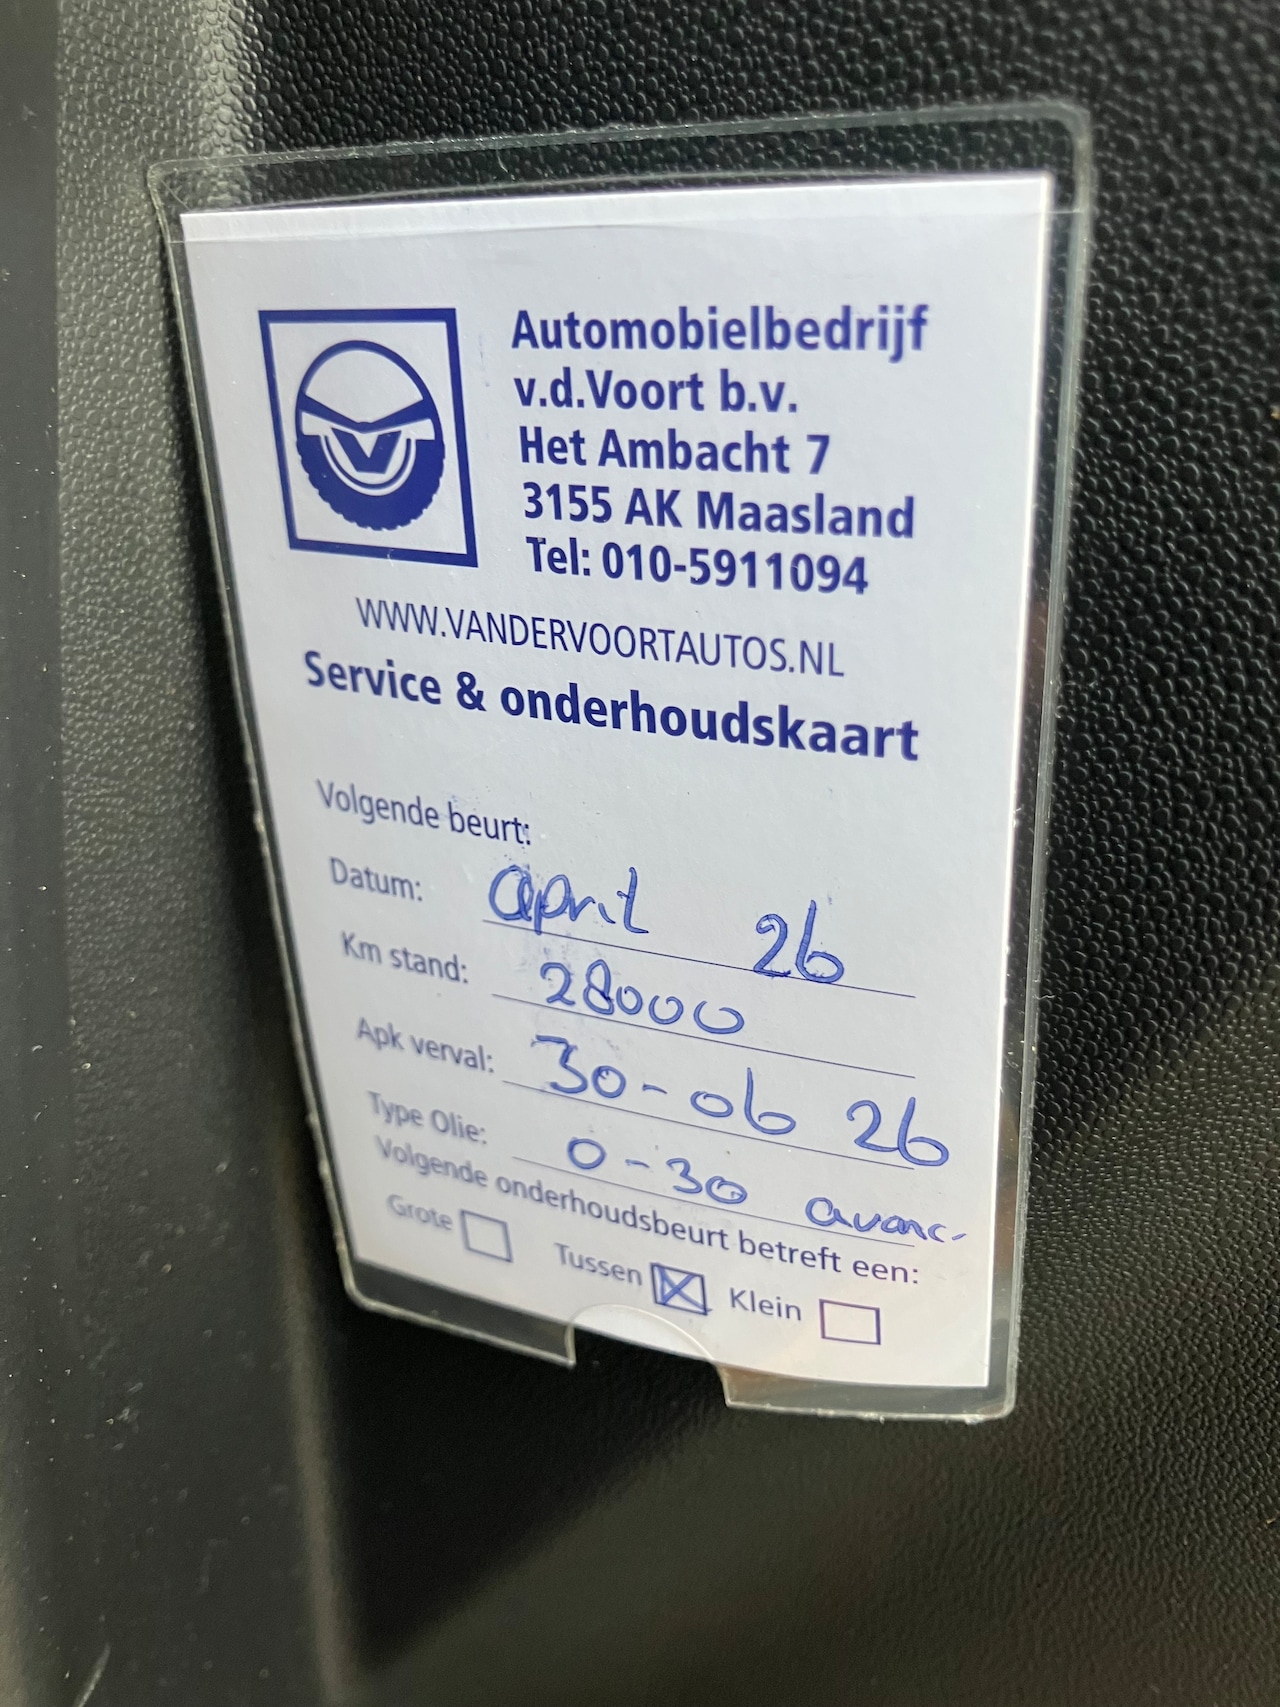 V
Automobielbedrijf
v.d.Voort b.v.
Het Ambacht 7
3155 AK Maasland
Tel: 010-5911094
WWW.VANDERVOORTAUTOS.NL
Service & onderhoudskaart
Volgende beurt:
Datum: april 26
Km stand: 28000
Apk verval: 30-06 26
Type Olie: 0-30 avanc-
Volgende onderhoudsbeurt betreft een:
Grote Tussen Klein